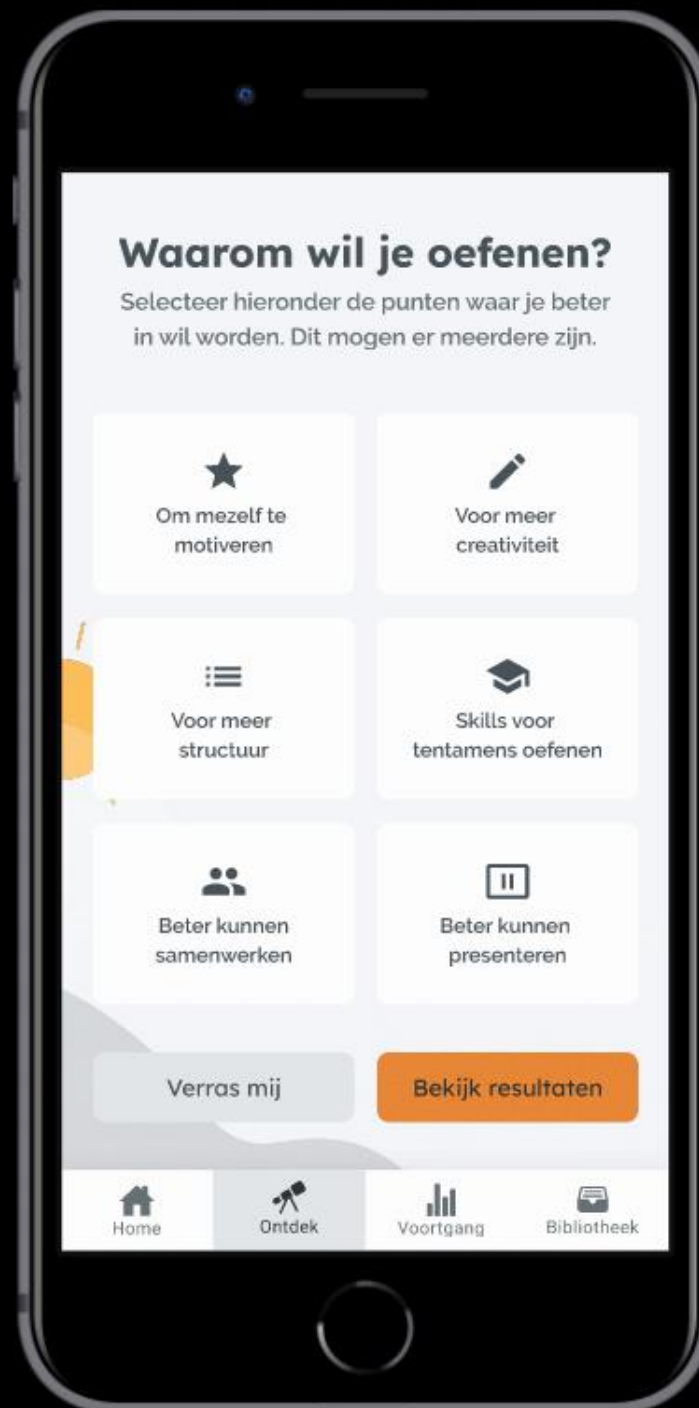 Waarom wil je oefenen?
Selecteer hieronder de punten waar je beter
in wil worden. Dit mogen er meerdere zijn.
Om mezelf te
motiveren
Voor meer
creativiteit
Voor meer
structuur
Skills voor
tentamens oefenen
Beter kunnen
samenwerken
Beter kunnen
presenteren
Verras mij
Bekijk resultaten
Home
Ontdek
Voortgang
Bibliotheek